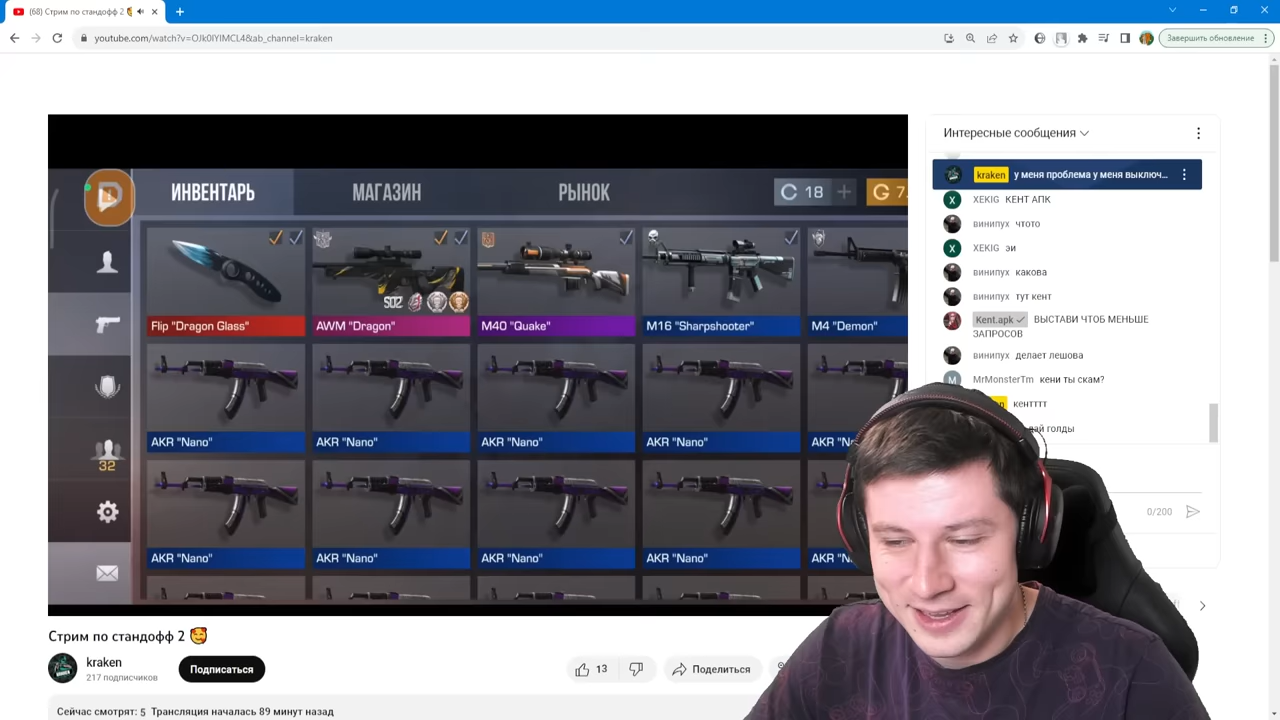 (68) Стрим по стандофф 2
youtube.com/watch?v=OJk0IYIMCL4&ab_channel=kraken
Завершить обновление
ИНВЕНТАРЬ
МАГАЗИН
РЫНОК
18
G 7
Flip "Dragon Glass"
S02
AWM "Dragon"
M40 "Quake"
M16 "Sharpshooter"
M4 "Demon"
AKR "Nano"
AKR "Nano"
AKR "Nano"
AKR "Nano"
32
AKR "Nano"
AKR "Nano"
AKR "Nano"
AKR "Nano"
Интересные сообщения
kraken у меня проблема у меня выключ...
XEKIG КЕНТ АПК
винипух чтото
XEKIG эи
винипух какова
винипух тут кент
Kent.apk ВЫСТАВИ ЧТОБ МЕНЬШЕ
ЗАПРОСОВ
винипух делает лешова
MrMonsterTm кени ты скам?
кентттт
голды
0/200
Стрим по стандофф 2
kraken
217 подписчиков
Подписаться
13
Поделиться
Сейчас смотрят: 5 Трансляция началась 89 минут назад